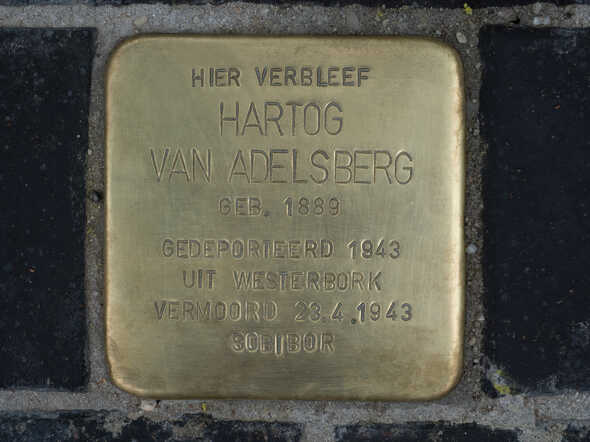 HIER VERBLEEF
HARTOG
VAN ADELSBERG
GEB. 1889
GEDEPORTEERD 1943
UIT WESTERBORK
VERMOORD 23.4.1943
SOBIBOR